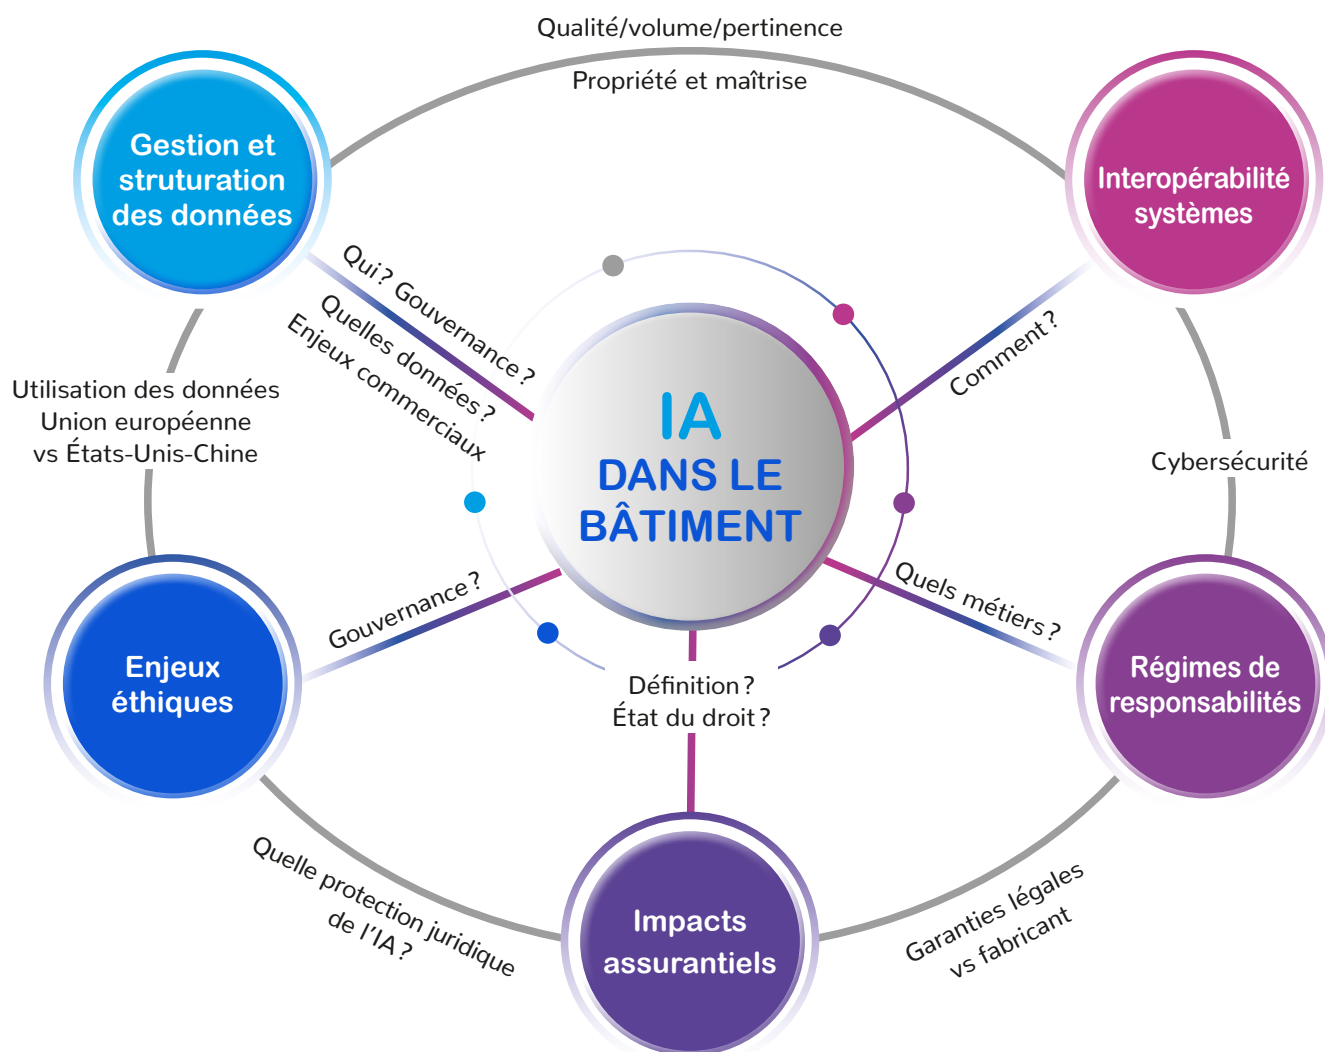 Qualité/volume/pertinence
Propriété et maîtrise
Gestion et
struturation
des données
Interopérabilité
systèmes
Qui ? Gouvernance ?
Quelles données ?
Enjeux commerciaux
Comment ?
Utilisation des données
Union européenne
vs États-Unis-Chine
IA
DANS LE
BÂTIMENT
Cybersécurité
Gouvernance ?
Quels métiers ?
Enjeux
éthiques
Définition ?
État du droit ?
Régimes de
responsabilités
Quelle protection juridique
de l'IA ?
Impacts
assurantiels
Garanties légales
vs fabricant